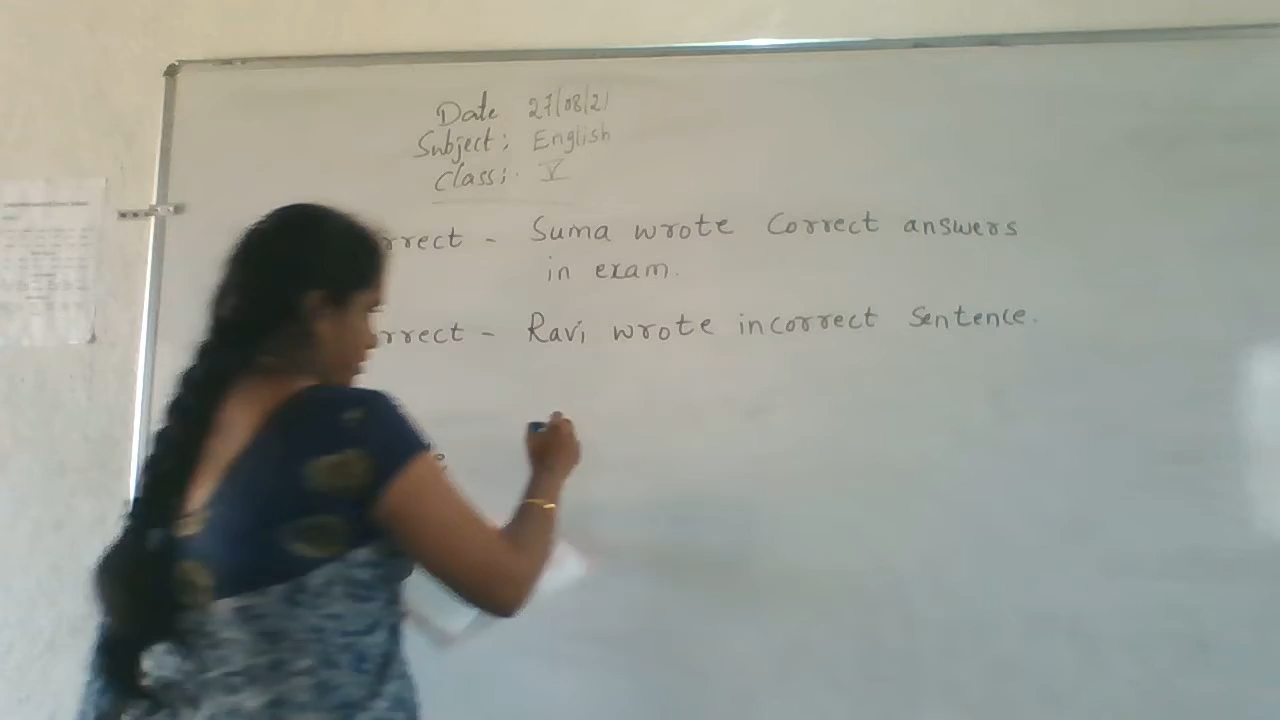 Date 27/08/21
Subject: English
Class: V
rrect - Suma wrote Correct answers
in exam.
rrect - Ravi wrote incorrect Sentence.